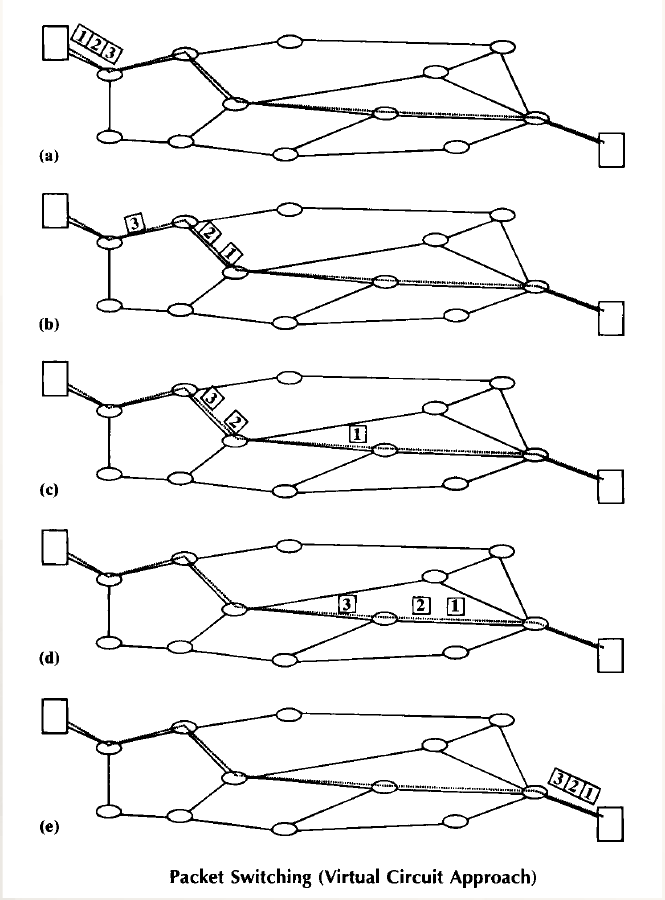 1 2 3
(a)
3 2 1
(b)
3 2 1
(c)
3 2 1
(d)
3 2 1
(e)
Packet Switching (Virtual Circuit Approach)